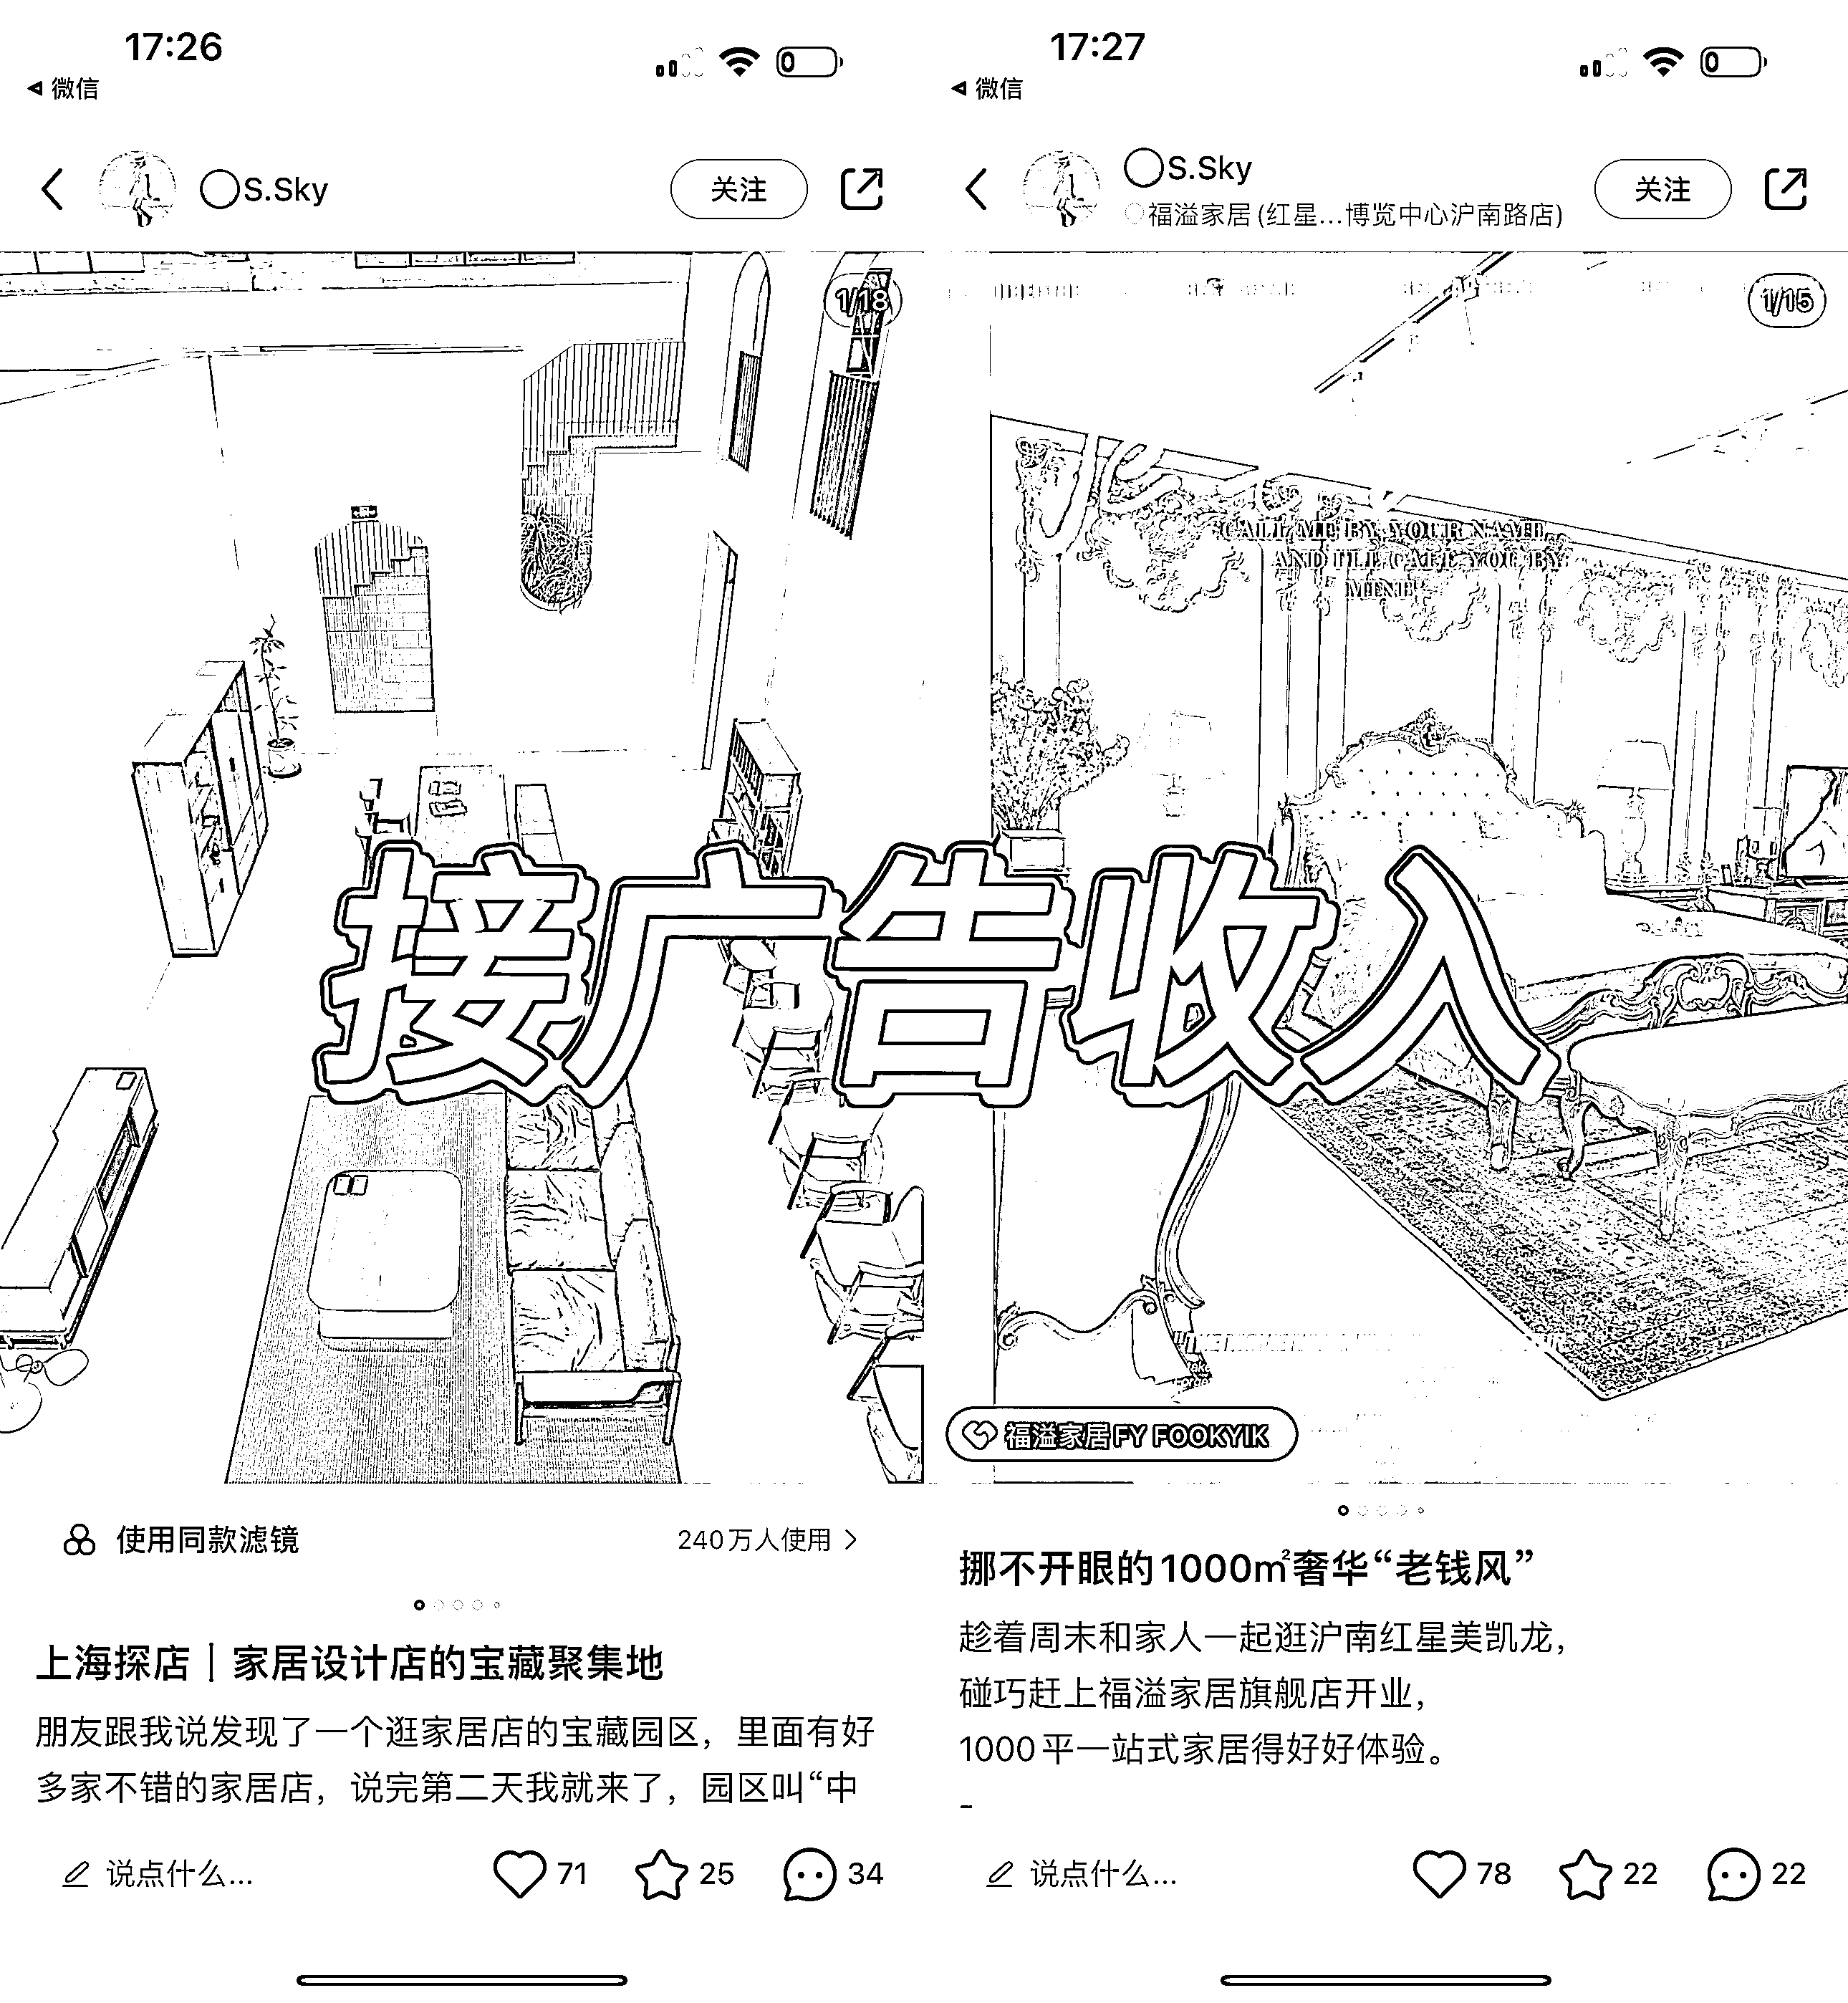 17:26
微信
S.Sky
关注
1/18
使用同款滤镜
240万人使用
上海探店｜家居设计店的宝藏聚集地
朋友跟我说发现了一个逛家居店的宝藏园区，里面有好
多家不错的家居店，说完第二天我就来了，园区叫“中
说点什么...
71
25
34
接广告收入
17:27
微信
S.Sky
福溢家居(红星...博览中心沪南路店)
关注
1/15
CALL ME BY YOUR NAME
AND I'LL CALL YOU BY
MINE
福溢家居FY FOOKYIK
挪不开眼的1000㎡奢华“老钱风”
趁着周末和家人一起逛沪南红星美凯龙，
碰巧赶上福溢家居旗舰店开业，
1000平一站式家居得好好体验。
-
说点什么...
78
22
22